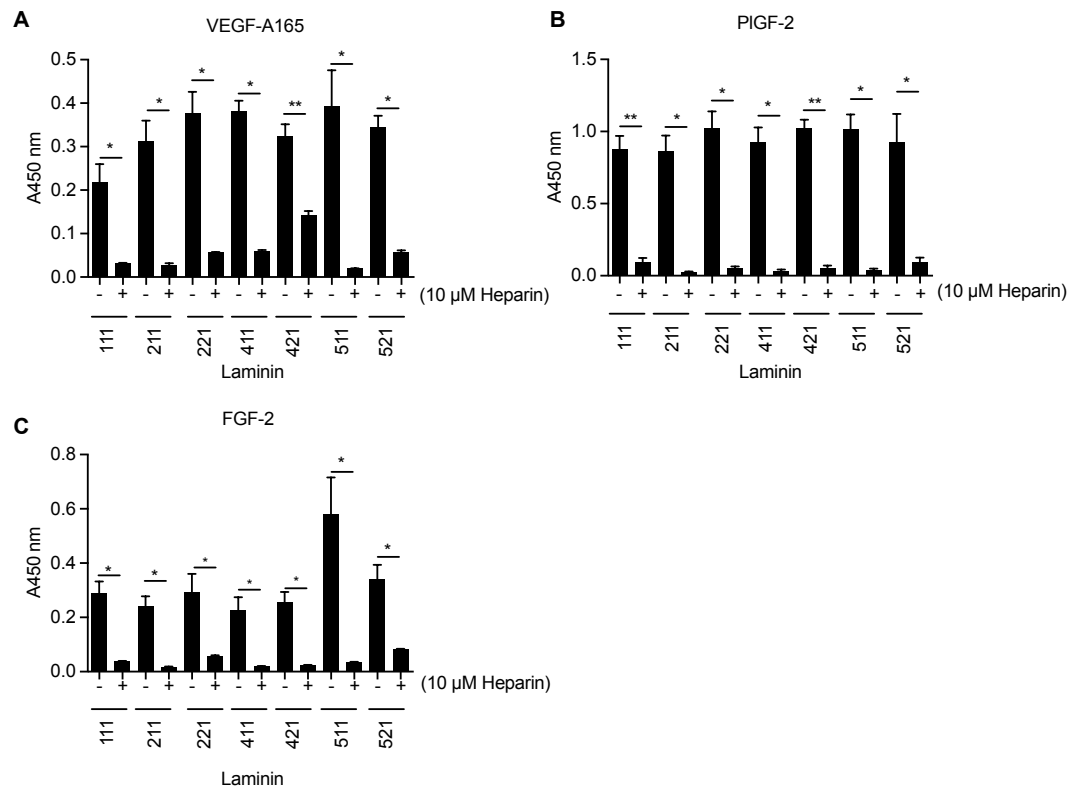 A
VEGF-A165
* * * * ** * *
A450 nm
0.5
0.4
0.3
0.2
0.1
0.0
- + - + - + - + - + - + - + (10 µM Heparin)
111 211 221 411 421 511 521
Laminin
B
PlGF-2
** * * * ** * *
A450 nm
1.5
1.0
0.5
0.0
- + - + - + - + - + - + - + (10 µM Heparin)
111 211 221 411 421 511 521
Laminin
C
FGF-2
* * * * * * *
A450 nm
0.8
0.6
0.4
0.2
0.0
- + - + - + - + - + - + - + (10 µM Heparin)
111 211 221 411 421 511 521
Laminin